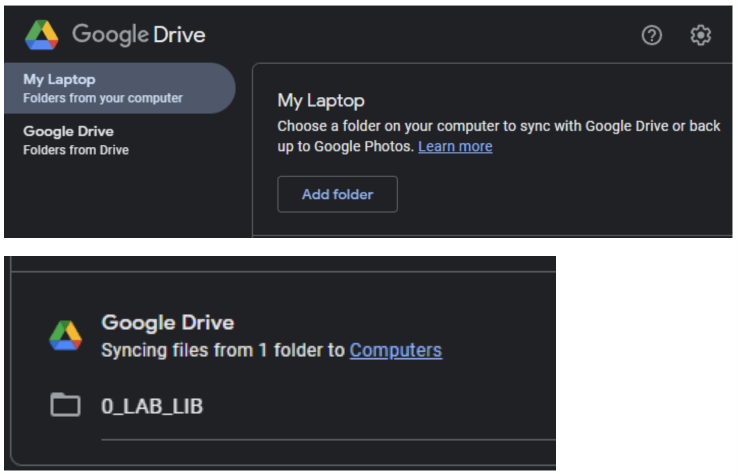 Google Drive
My Laptop
Folders from your computer
Google Drive
Folders from Drive
My Laptop
Choose a folder on your computer to sync with Google Drive or back
up to Google Photos. Learn more
Add folder
Google Drive
Syncing files from 1 folder to Computers
0_LAB_LIB